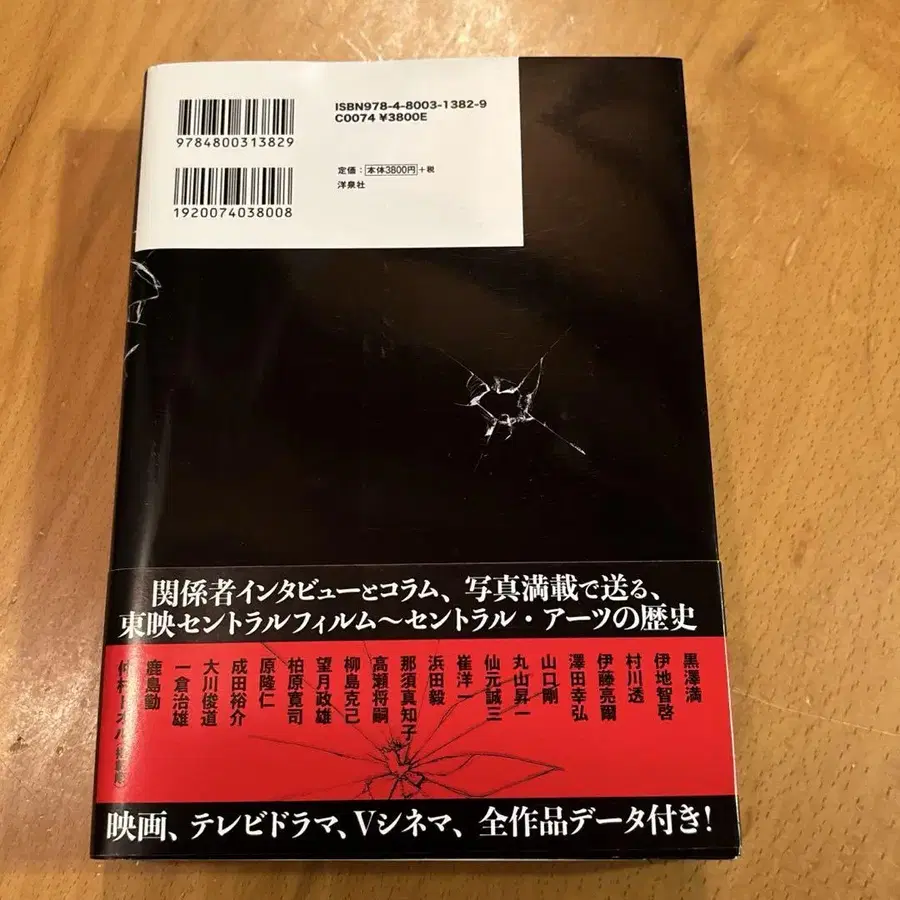 ISBN978-4-8003-1382-9
C0074 ¥3800E
9784800313829
定価：本体3800円+税
洋泉社
1920074038008
関係者インタビューとコラム、写真満載で送る、
東映セントラルフィルム〜セントラル・アーツの歴史
黒澤満
伊地智啓
村川透
伊藤亮爾
澤田幸弘
山口剛
丸山昇一
仙元誠三
崔洋一
浜田毅
那須真知子
高瀬将嗣
柳島克己
望月政雄
柏原寛司
原隆仁
成田裕介
大川俊道
一倉治雄
鹿島勤
仲村トオル
映画、テレビドラマ、Vシネマ、全作品データ付き!